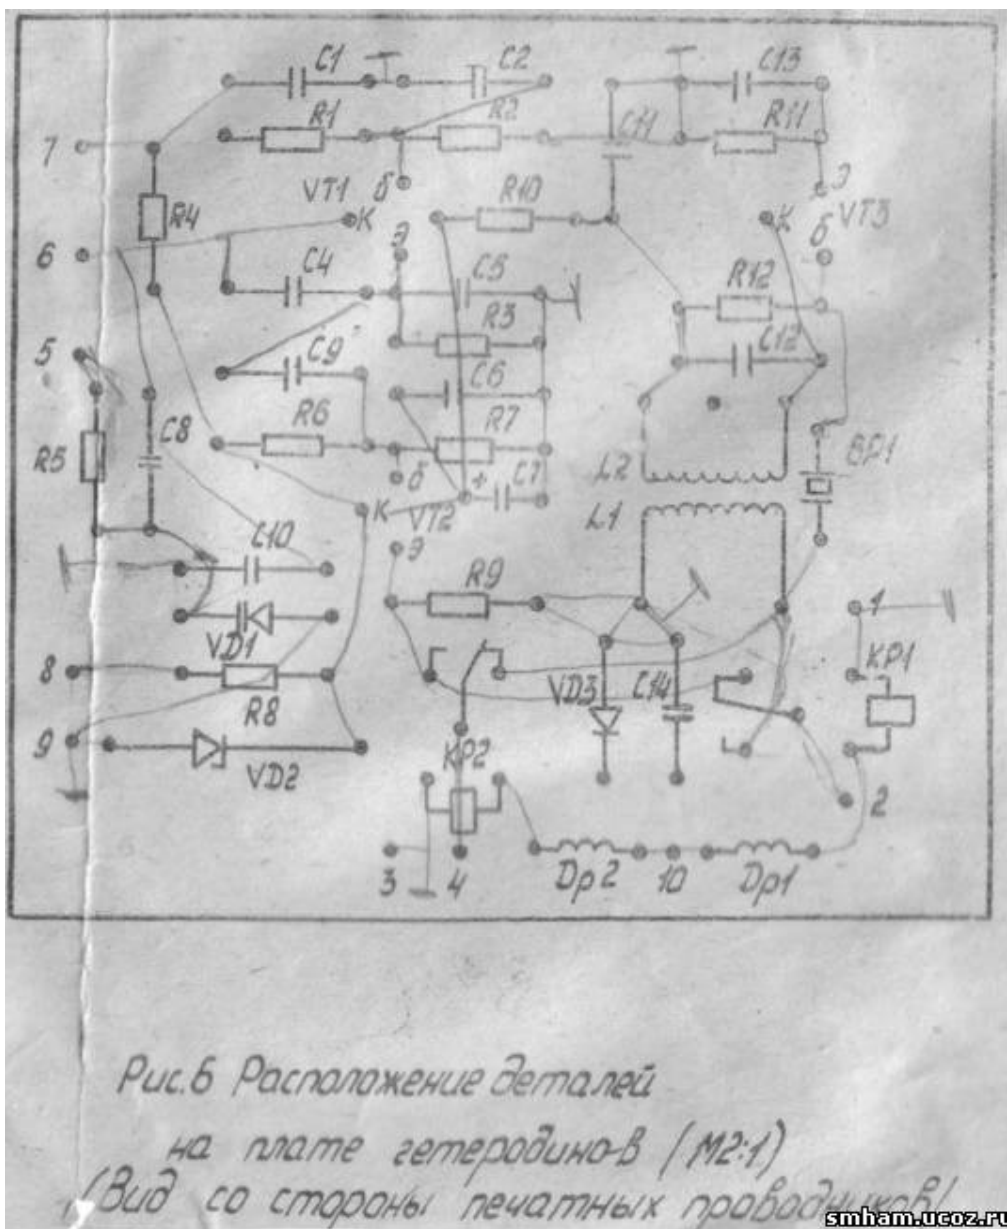 C1
C2
C13
R1
R2
C11
R11
7
Э
б
VT1
R10
К
VT3
R4
К
Э
б
6
C4
C5
R12
R3
5
C9
C12
C6
R6
R7
R5
C8
б
+
C7
L2
BP1
К
VT2
L1
C10
Э
R9
1
VD1
KP1
8
VD3
C14
R8
9
VD2
KP2
2
3
4
Др2
10
Др1
Рис.6 Расположение деталей
на плате гетеродинов (М2:1)
/Вид со стороны печатных проводников/
smham.ucoz.ru